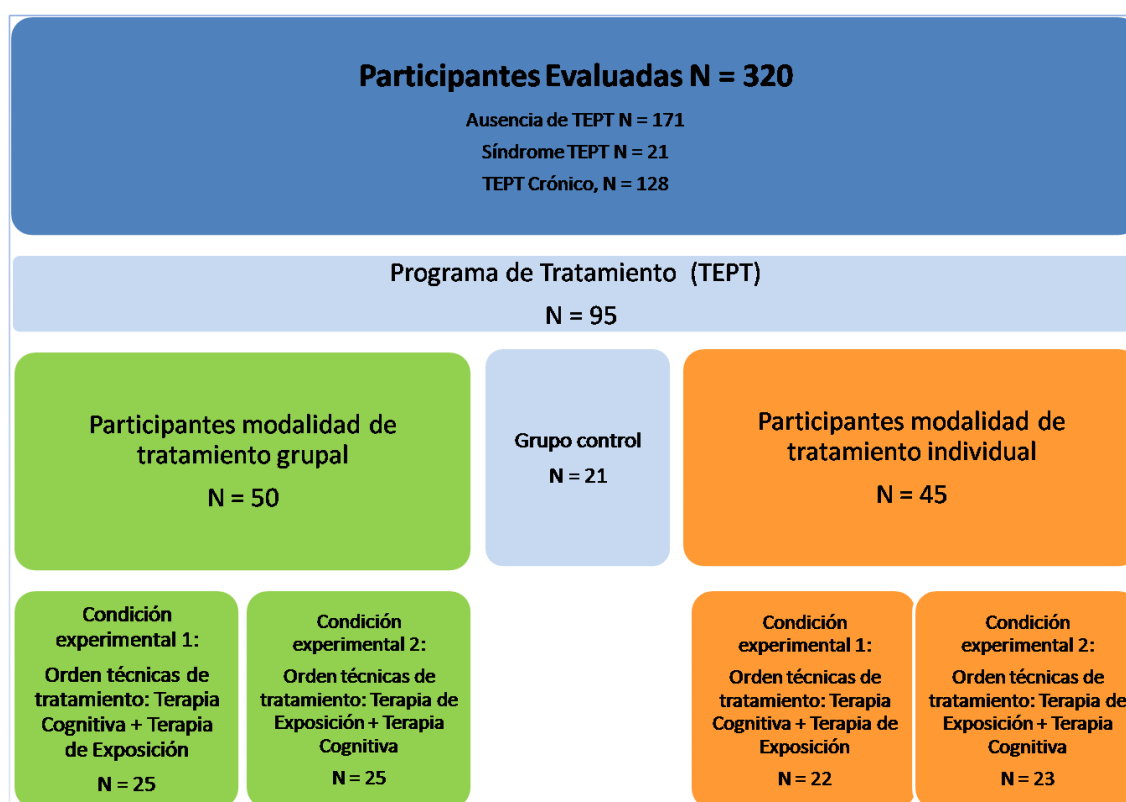 Participantes Evaluadas N = 320
Ausencia de TEPT N = 171
Síndrome TEPT N = 21
TEPT Crónico, N = 128
Programa de Tratamiento (TEPT)
N = 95
Participantes modalidad de
tratamiento grupal
N = 50
Grupo control
N = 21
Participantes modalidad de
tratamiento individual
N = 45
Condición
experimental 1:
Orden técnicas de
tratamiento: Terapia
Cognitiva + Terapia
de Exposición
N = 25
Condición
experimental 2:
Orden técnicas de
tratamiento: Terapia de
Exposición + Terapia
Cognitiva
N = 25
Condición
experimental 1:
Orden técnicas de
tratamiento: Terapia
Cognitiva + Terapia de
Exposición
N = 22
Condición
experimental 2:
Orden técnicas de
tratamiento: Terapia de
Exposición + Terapia
Cognitiva
N = 23